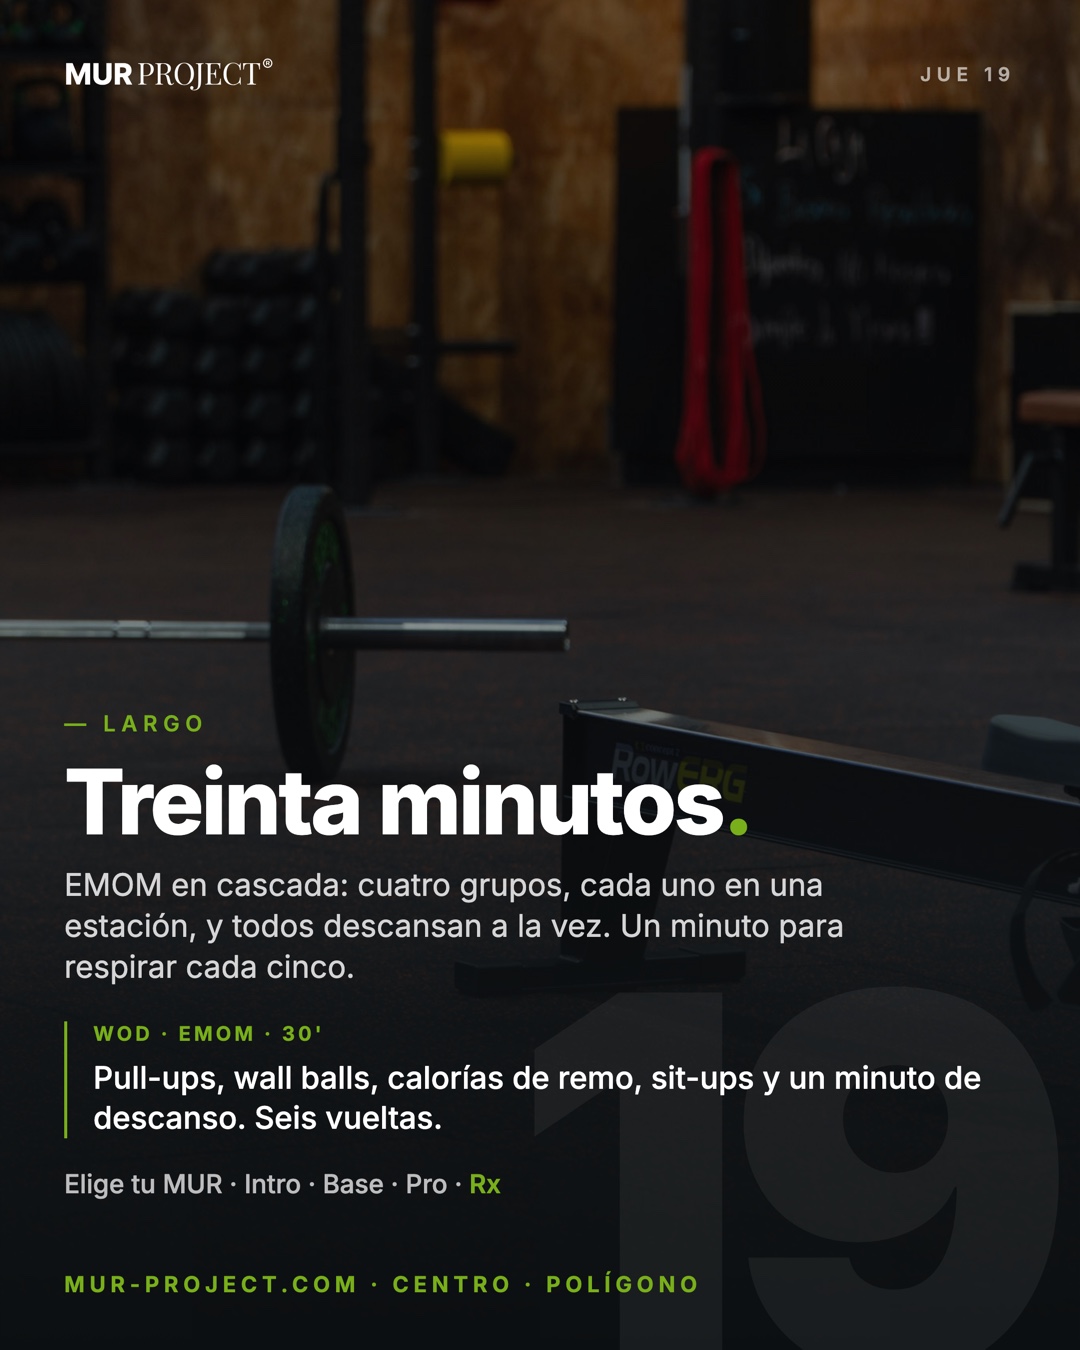 MUR PROJECT®
JUE 19
— LARGO
Treinta minutos.
RowERG
EMOM en cascada: cuatro grupos, cada uno en una
estación, y todos descansan a la vez. Un minuto para
respirar cada cinco.
WOD · EMOM · 30'
Pull-ups, wall balls, calorías de remo, sit-ups y un minuto de
descanso. Seis vueltas.
19
Elige tu MUR · Intro · Base · Pro · Rx
MUR-PROJECT.COM · CENTRO · POLÍGONO